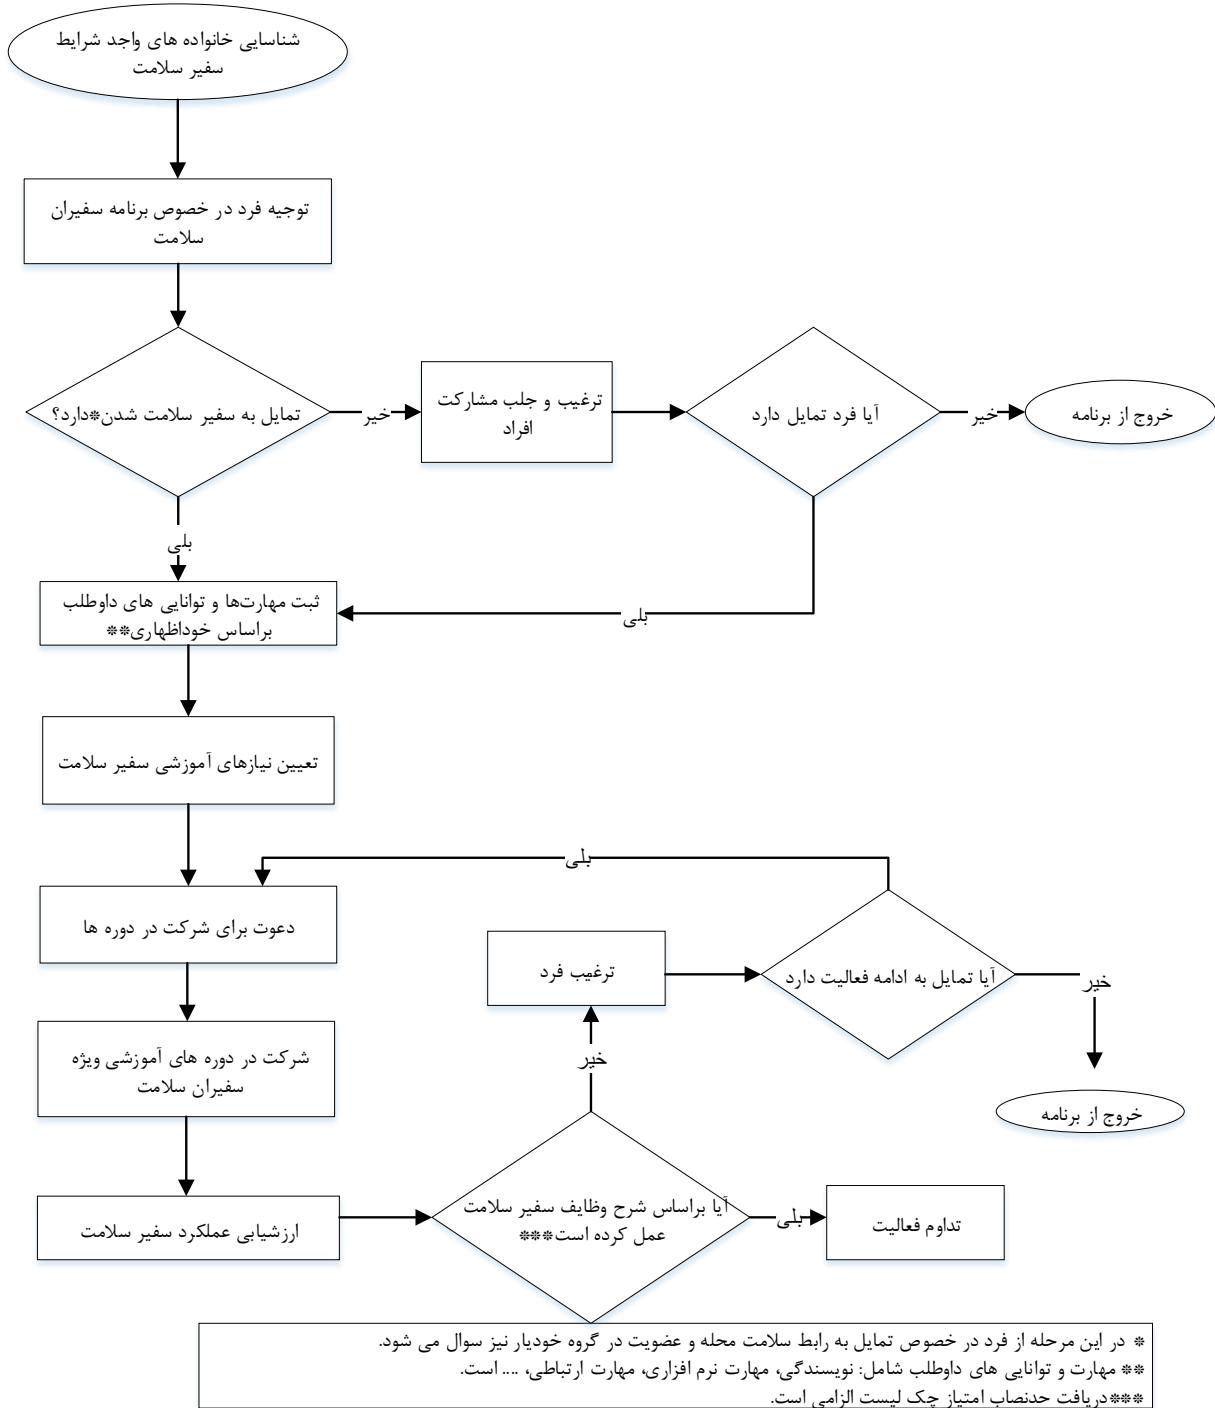 شناسایی خانواده های واجد شرایط
سفیر سلامت
توجیه فرد در خصوص برنامه سفیران
سلامت
تمایل به سفیر سلامت شدن*دارد؟
خیر
ترغیب و جلب مشارکت
افراد
آیا فرد تمایل دارد
خیر
خروج از برنامه
بلی
بلی
ثبت مهارت‌ها و توانایی های داوطلب
براساس خوداظهاری**
تعیین نیازهای آموزشی سفیر سلامت
بلی
دعوت برای شرکت در دوره ها
ترغیب فرد
آیا تمایل به ادامه فعالیت دارد
خیر
خروج از برنامه
شرکت در دوره های آموزشی ویژه
سفیران سلامت
خیر
ارزشیابی عملکرد سفیر سلامت
آیا براساس شرح وظایف سفیر سلامت
عمل کرده است***
بلی
تداوم فعالیت
* در این مرحله از فرد در خصوص تمایل به رابط سلامت محله و عضویت در گروه خودیار نیز سوال می شود.
** مهارت و توانایی های داوطلب شامل: نویسندگی، مهارت نرم افزاری، مهارت ارتباطی، .... است.
***دریافت حدنصاب امتیاز چک لیست الزامی است.